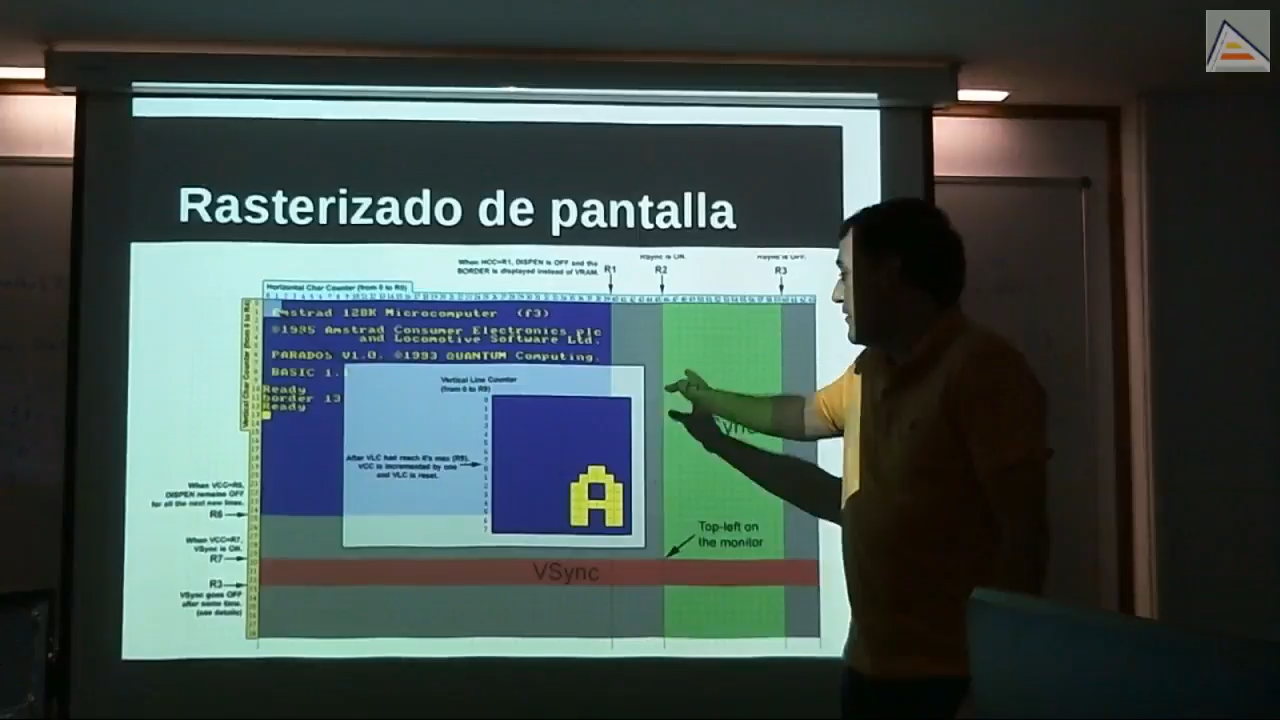 Rasterizado de pantalla
When HCC=R1, DISPEN is OFF and the
BORDER is displayed instead of VRAM.
R1
HSync is ON.
R2
R3
Horizontal Char Counter (from 0 to R0)
Vertical Char Counter (from 0 to R4)
Amstrad 128K Microcomputer (f3)
©1985 Amstrad Consumer Electronics plc
and Locomotive Software Ltd.
PARADOS V1.0. ©1993 QUANTUM Computing.
BASIC 1.
Ready
border 13
Ready
Vertical Line Counter
(from 0 to R9)
After VLC had reach it's max (R9),
VCC is incremented by one
and VLC is reset.
When VCC=R6,
DISPEN remains OFF
for all the next new lines.
R6
When VCC=R7,
VSync is ON.
R7
R3
VSync goes OFF
after some time.
(see details)
Top-left on
the monitor
VSync